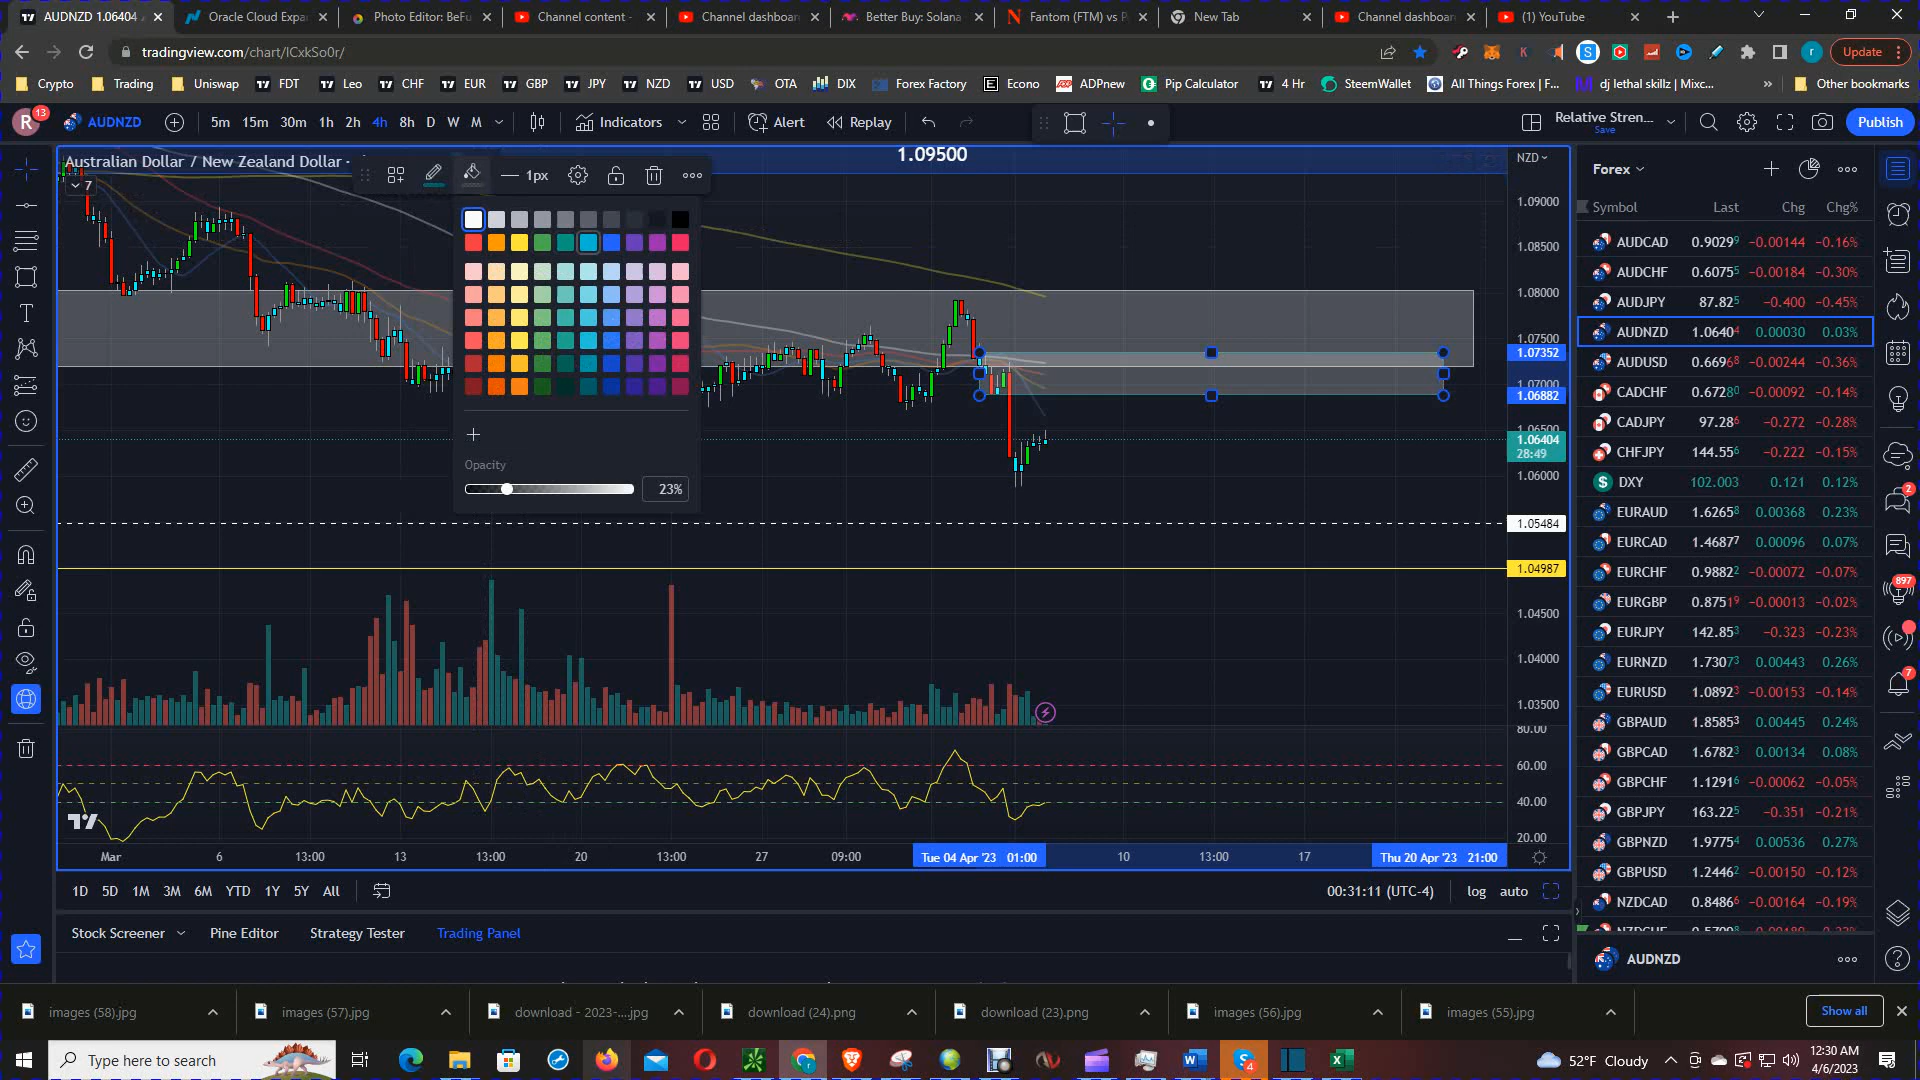 AUDNZD 1.06404
Oracle Cloud Expa
Photo Editor: BeFu
Channel content -
Channel dashboar
Better Buy: Solana
Fantom (FTM) vs P
New Tab
Channel dashboar
(1) YouTube
tradingview.com/chart/lCxkSo0r/
Update
Crypto
Trading
Uniswap
FDT
Leo
CHF
EUR
GBP
JPY
NZD
USD
OTA
DIX
Forex Factory
Econo
ADPnew
Pip Calculator
4 Hr
SteemWallet
All Things Forex | F...
dj lethal skillz | Mixc...
»
Other bookmarks
R 13
AUDNZD
5m 15m 30m 1h 2h 4h 8h D W M
Indicators
Alert
Replay
Relative Stren...
Save
Publish
Australian Dollar / New Zealand Dollar ·
7
1px
1.09500
NZD
Opacity
23%
1.09000
1.08500
1.08000
1.07500
1.07352
1.07000
1.06882
1.06500
1.06404
28:49
1.06000
1.05484
1.04987
1.04500
1.04000
1.03500
80.00
60.00
40.00
20.00
Mar 6 13:00 13 13:00 20 13:00 27 09:00 Tue 04 Apr '23 01:00 10 13:00 17 Thu 20 Apr '23 21:00
1D 5D 1M 3M 6M YTD 1Y 5Y All
00:31:11 (UTC-4)
log
auto
Stock Screener
Pine Editor
Strategy Tester
Trading Panel
Forex
Symbol Last Chg Chg%
AUDCAD 0.90299 -0.00144 -0.16%
AUDCHF 0.60755 -0.00184 -0.30%
AUDJPY 87.825 -0.400 -0.45%
AUDNZD 1.06404 0.00030 0.03%
AUDUSD 0.66968 -0.00244 -0.36%
CADCHF 0.67280 -0.00092 -0.14%
CADJPY 97.286 -0.272 -0.28%
CHFJPY 144.556 -0.222 -0.15%
DXY 102.003 0.121 0.12%
EURAUD 1.62658 0.00368 0.23%
EURCAD 1.46877 0.00096 0.07%
EURCHF 0.98822 -0.00072 -0.07%
EURGBP 0.87519 -0.00013 -0.02%
EURJPY 142.853 -0.323 -0.23%
EURNZD 1.73073 0.00443 0.26%
EURUSD 1.08923 -0.00153 -0.14%
GBPAUD 1.85853 0.00445 0.24%
GBPCAD 1.67823 0.00134 0.08%
GBPCHF 1.12916 -0.00062 -0.05%
GBPJPY 163.225 -0.351 -0.21%
GBPNZD 1.97754 0.00536 0.27%
GBPUSD 1.24462 -0.00150 -0.12%
NZDCAD 0.84866 -0.00164 -0.19%
AUDNZD
2
897
7
images (58).jpg
images (57).jpg
download - 2023-....jpg
download (24).png
download (23).png
images (56).jpg
images (55).jpg
Show all
Type here to search
4
52°F Cloudy
12:30 AM
4/6/2023